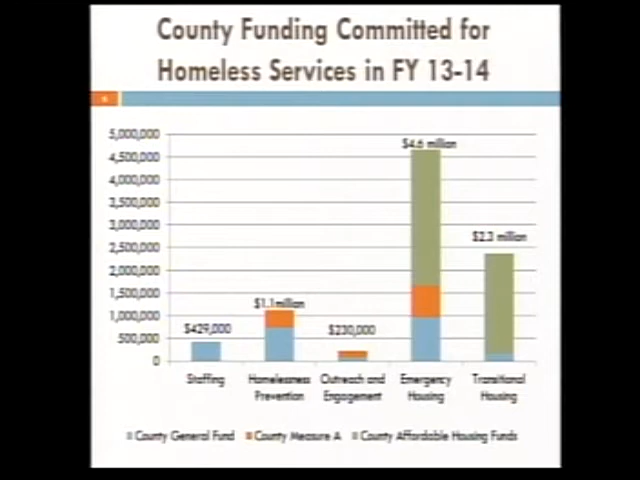 County Funding Committed for
Homeless Services in FY 13-14
5,000,000
4,500,000
4,000,000
3,500,000
3,000,000
2,500,000
2,000,000
1,500,000
1,000,000
500,000
0
$4.6 million
$2.3 million
$1.1million
$429,000
$230,000
Staffing
Homelessness
Prevention
Outreach and
Engagement
Emergency
Housing
Transitional
Housing
County General Fund County Measure A County Affordable Housing Funds